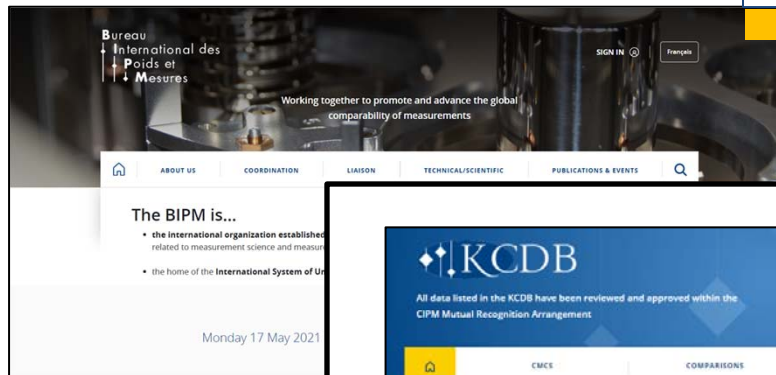 Bureau
International des
Poids et
Mesures
SIGN IN
Français
Working together to promote and advance the global
comparability of measurements
ABOUT US
COORDINATION
LIAISON
TECHNICAL/SCIENTIFIC
PUBLICATIONS & EVENTS
The BIPM is...
• the international organization established
related to measurement science and measur
• the home of the International System of Un
Monday 17 May 2021
KCDB
All data listed in the KCDB have been reviewed and approved within the
CIPM Mutual Recognition Arrangement
CMCS
COMPARISONS